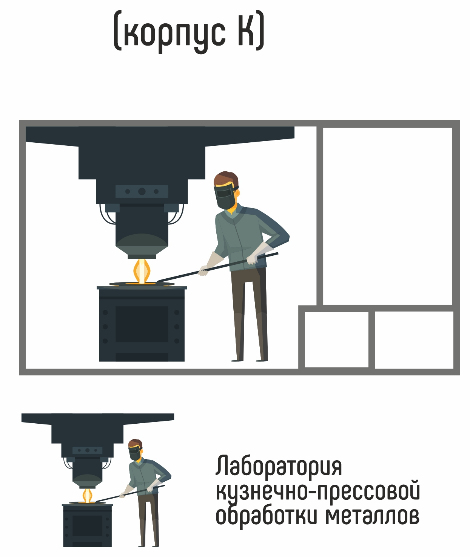 (корпус К)
Лаборатория
кузнечно-прессовой
обработки металлов